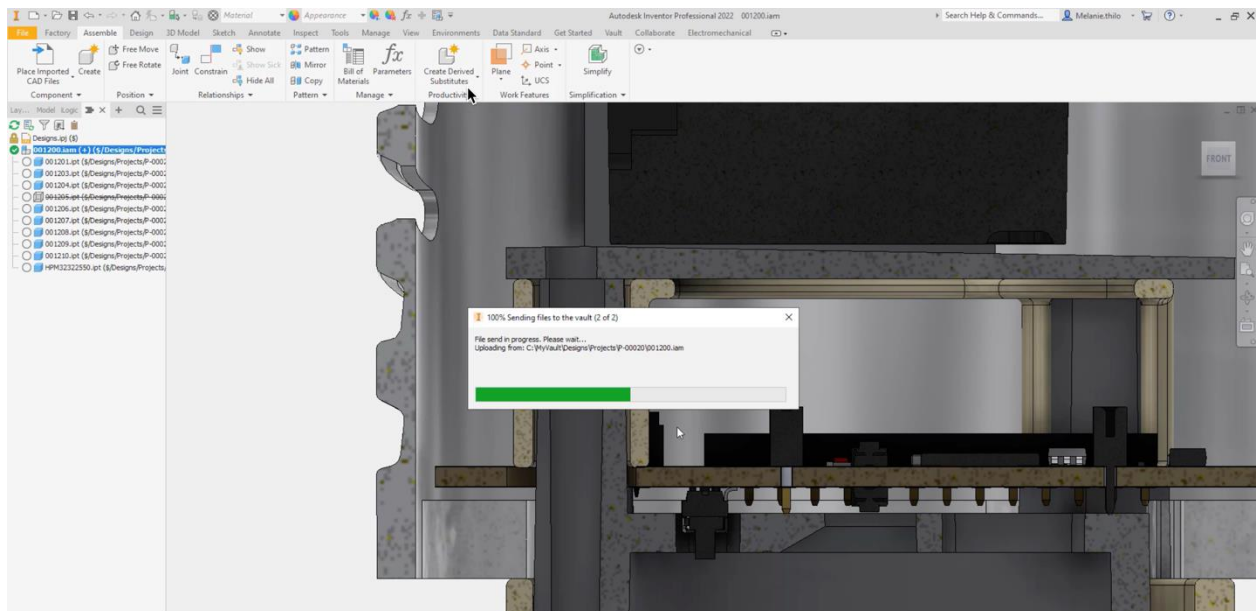 Material
Appearance
fx
Autodesk Inventor Professional 2022 001200.iam
Search Help & Commands...
Melanie.thilo
File Factory Assemble Design 3D Model Sketch Annotate Inspect Tools Manage View Environments Data Standard Get Started Vault Collaborate Electromechanical
Place Imported CAD Files
Create
Component
Free Move
Free Rotate
Position
Joint
Constrain
Show
Show Sick
Hide All
Relationships
Pattern
Mirror
Copy
Pattern
fx
Bill of Materials
Parameters
Manage
Create Derived Substitutes
Productivit
Plane
Axis
Point
UCS
Work Features
Simplify
Simplification
Lay... Model Logic
Designs.ipj ($)
001200.iam (+) ($/Designs/Projects
001201.ipt ($/Designs/Projects/P-0002
001203.ipt ($/Designs/Projects/P-0002
001204.ipt ($/Designs/Projects/P-0002
001205.ipt ($/Designs/Projects/P-0002
001206.ipt ($/Designs/Projects/P-0002
001207.ipt ($/Designs/Projects/P-0002
001208.ipt ($/Designs/Projects/P-0002
001209.ipt ($/Designs/Projects/P-0002
001210.ipt ($/Designs/Projects/P-0002
HPM32322550.ipt ($/Designs/Projects/
FRONT
100% Sending files to the vault (2 of 2)
File send in progress. Please wait...
Uploading from: C:\MyVault\Designs\Projects\P-00020\001200.iam